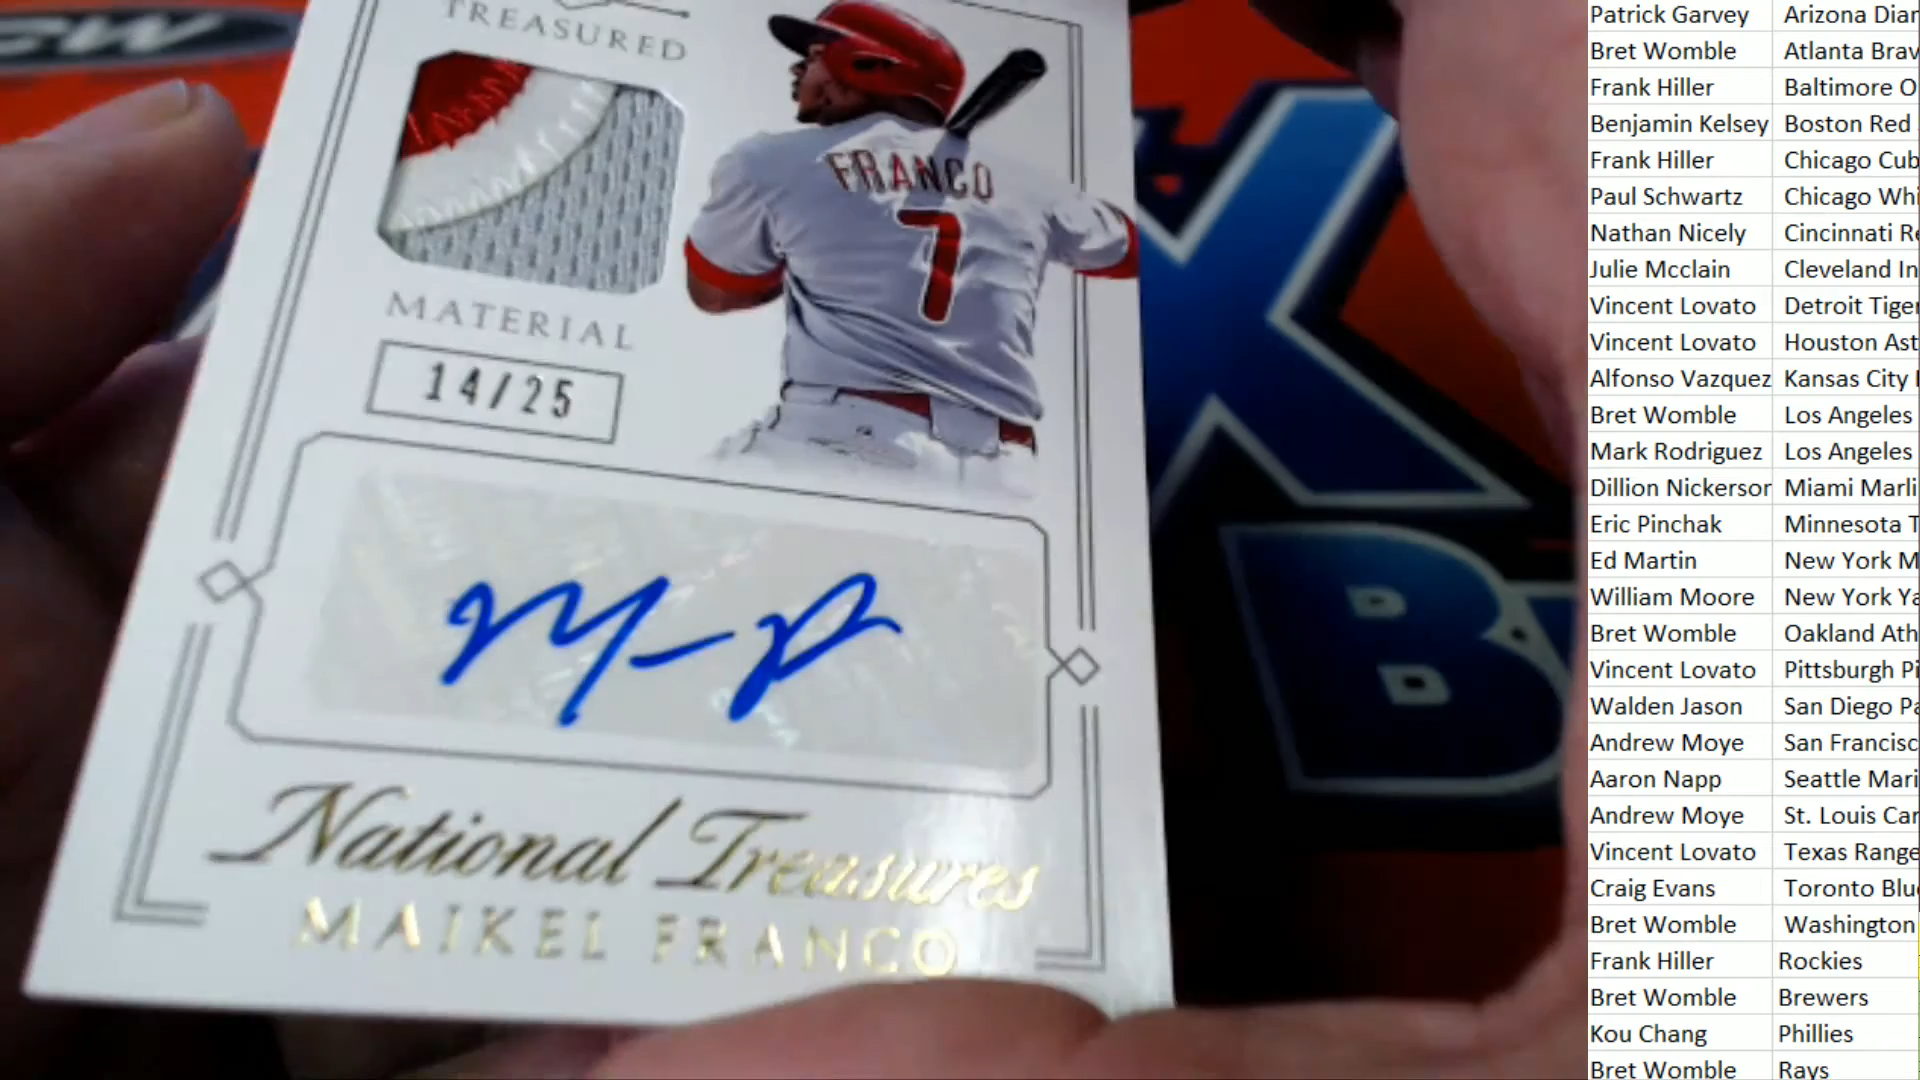 CW
TREASURED
FRANCO
7
MATERIAL
14/25
National Treasures
MAIKEL FRANCO
Patrick Garvey Arizona Dia
Bret Womble Atlanta Brav
Frank Hiller Baltimore O
Benjamin Kelsey Boston Red
Frank Hiller Chicago Cub
Paul Schwartz Chicago Whi
Nathan Nicely Cincinnati Re
Julie Mcclain Cleveland In
Vincent Lovato Detroit Tiger
Vincent Lovato Houston Ast
Alfonso Vazquez Kansas City
Bret Womble Los Angeles
Mark Rodriguez Los Angeles
Dillion Nickerson Miami Marli
Eric Pinchak Minnesota T
Ed Martin New York M
William Moore New York Ya
Bret Womble Oakland Ath
Vincent Lovato Pittsburgh Pi
Walden Jason San Diego Pa
Andrew Moye San Francisc
Aaron Napp Seattle Mari
Andrew Moye St. Louis Car
Vincent Lovato Texas Range
Craig Evans Toronto Blu
Bret Womble Washington
Frank Hiller Rockies
Bret Womble Brewers
Kou Chang Phillies
Bret Womble Rays